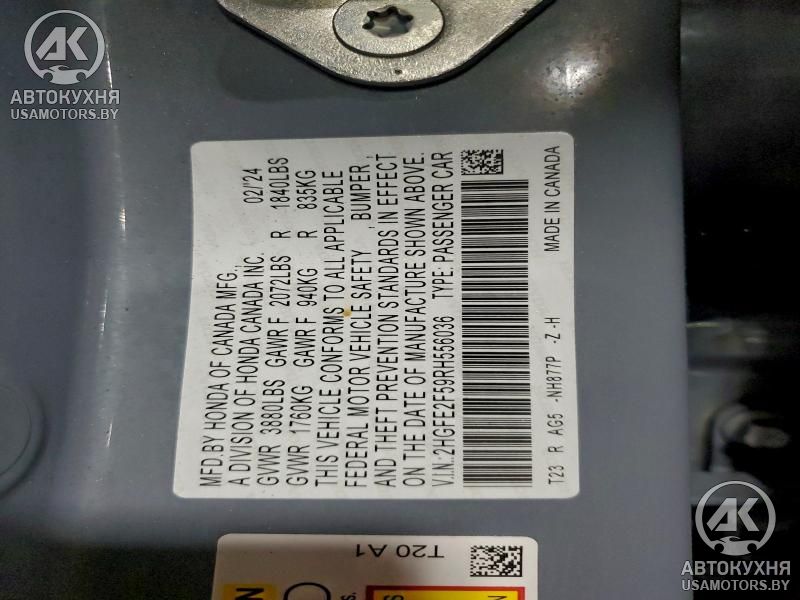 AK
АВТОКУХНЯ
USAMOTORS.BY
MFD.BY HONDA OF CANADA MFG.,
A DIVISION OF HONDA CANADA INC. 02/'24
GVWR 3880LBS GAWR F 2072LBS R 1840LBS
GVWR 1760KG GAWR F 940KG R 835KG
THIS VEHICLE CONFORMS TO ALL APPLICABLE
FEDERAL MOTOR VEHICLE SAFETY , BUMPER ,
AND THEFT PREVENTION STANDARDS IN EFFECT
ON THE DATE OF MANUFACTURE SHOWN ABOVE.
V.I.N.:2HGFE2F59RH556036 TYPE: PASSENGER CAR
T23 R AG5 -NH877P -Z -H MADE IN CANADA
T20 A1
AK
АВТОКУХНЯ
USAMOTORS.BY